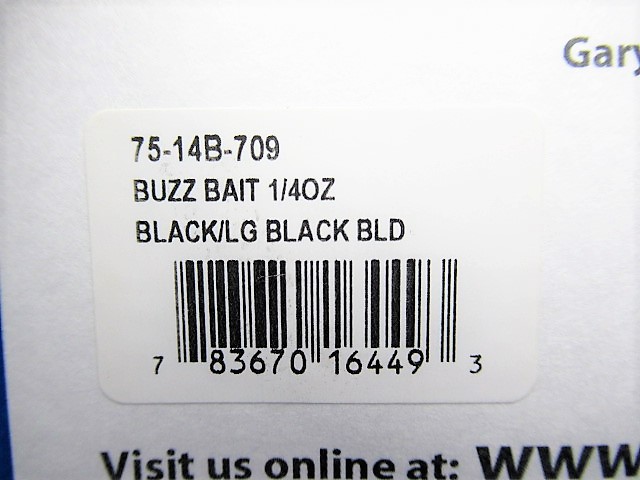 Gary
75-14B-709
BUZZ BAIT 1/4OZ
BLACK/LG BLACK BLD
7 83670 16449 3
Visit us online at: www